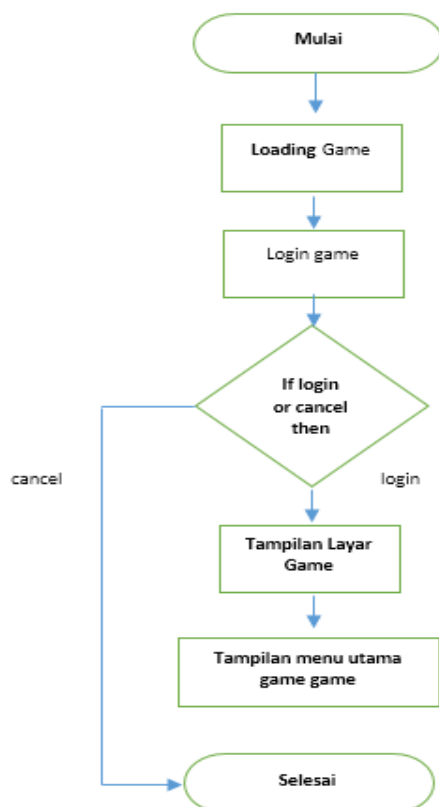 Mulai
Loading Game
Login game
If login
or cancel
then
cancel
login
Tampilan Layar
Game
Tampilan menu utama
game game
Selesai